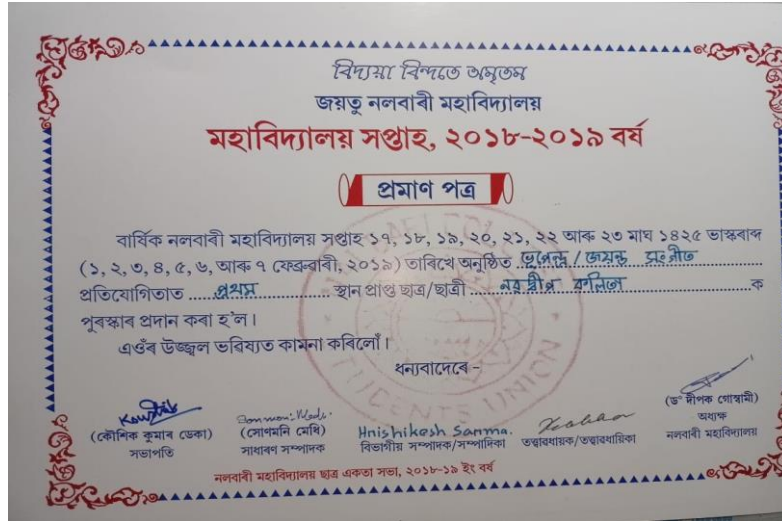 বিদ্যয়া বিন্দতে অমৃতম
জয়তু নলবাৰী মহাবিদ্যালয়
মহাবিদ্যালয় সপ্তাহ, ২০১৮-২০১৯ বৰ্ষ
প্ৰমাণ পত্ৰ
বাৰ্ষিক নলবাৰী মহাবিদ্যালয় সপ্তাহ ১৭, ১৮, ১৯, ২০, ২১, ২২ আৰু ২৩ মাঘ ১৪২৫ ভাস্কৰাব্দ
(১, ২, ৩, ৪, ৫, ৬, আৰু ৭ ফেব্ৰুৱাৰী, ২০১৯) তাৰিখে অনুষ্ঠিত ভূপেন্দ্ৰ / জয়ন্ত সংগীত
প্ৰতিযোগিতাত প্ৰথম স্থান প্ৰাপ্ত ছাত্ৰ/ছাত্ৰী নৱদ্বীপ কলিতা ক
পুৰস্কাৰ প্ৰদান কৰা হ'ল।
এওঁৰ উজ্জ্বল ভৱিষ্যত কামনা কৰিলোঁ।
ধন্যবাদেৰে -
(কৌশিক কুমাৰ ডেকা)
সভাপতি
(সোণমনি মেধি)
সাধাৰণ সম্পাদক
Hrishikesh Sarma.
বিভাগীয় সম্পাদক/সম্পাদিকা
তত্ত্বাৱধায়ক/তত্ত্বাৱধায়িকা
(ড° দীপক গোস্বামী)
অধ্যক্ষ
নলবাৰী মহাবিদ্যালয়
নলবাৰী মহাবিদ্যালয় ছাত্ৰ একতা সভা, ২০১৮-১৯ ইং বৰ্ষ